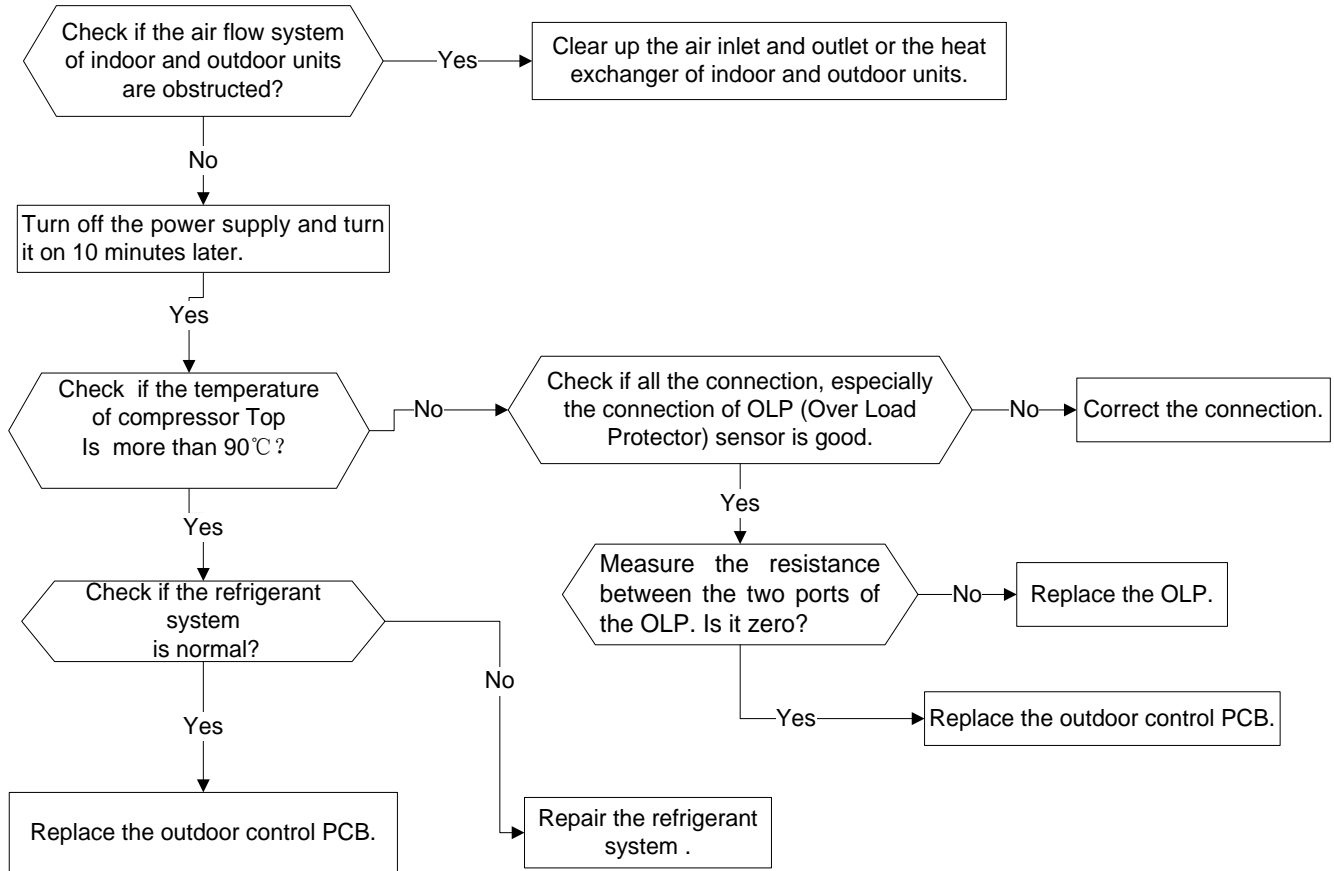 Check if the air flow system
of indoor and outdoor units
are obstructed?
Yes
Clear up the air inlet and outlet or the heat
exchanger of indoor and outdoor units.
No
Turn off the power supply and turn
it on 10 minutes later.
Yes
Check if the temperature
of compressor Top
Is more than 90℃?
No
Check if all the connection, especially
the connection of OLP (Over Load
Protector) sensor is good.
No
Correct the connection.
Yes
Yes
Measure the resistance
between the two ports of
the OLP. Is it zero?
No
Replace the OLP.
Check if the refrigerant
system
is normal?
No
Yes
Replace the outdoor control PCB.
Yes
Replace the outdoor control PCB.
Repair the refrigerant
system .